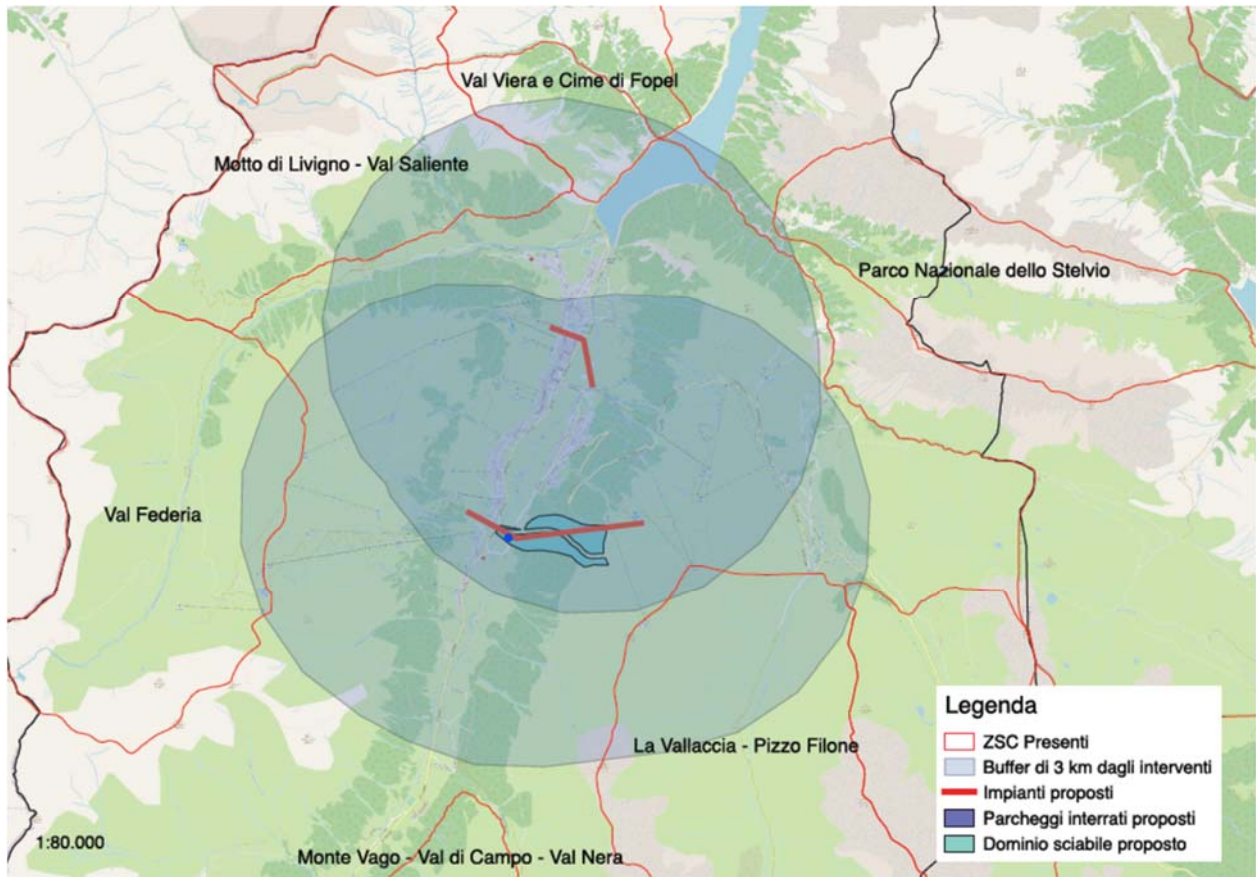 Val Viera e Cime di Fopel
Motto di Livigno - Val Saliente
Parco Nazionale dello Stelvio
Val Federia
La Vallaccia - Pizzo Filone
Monte Vago - Val di Campo - Val Nera
1:80.000
Legenda
ZSC Presenti
Buffer di 3 km dagli interventi
Impianti proposti
Parcheggi interrati proposti
Dominio sciabile proposto